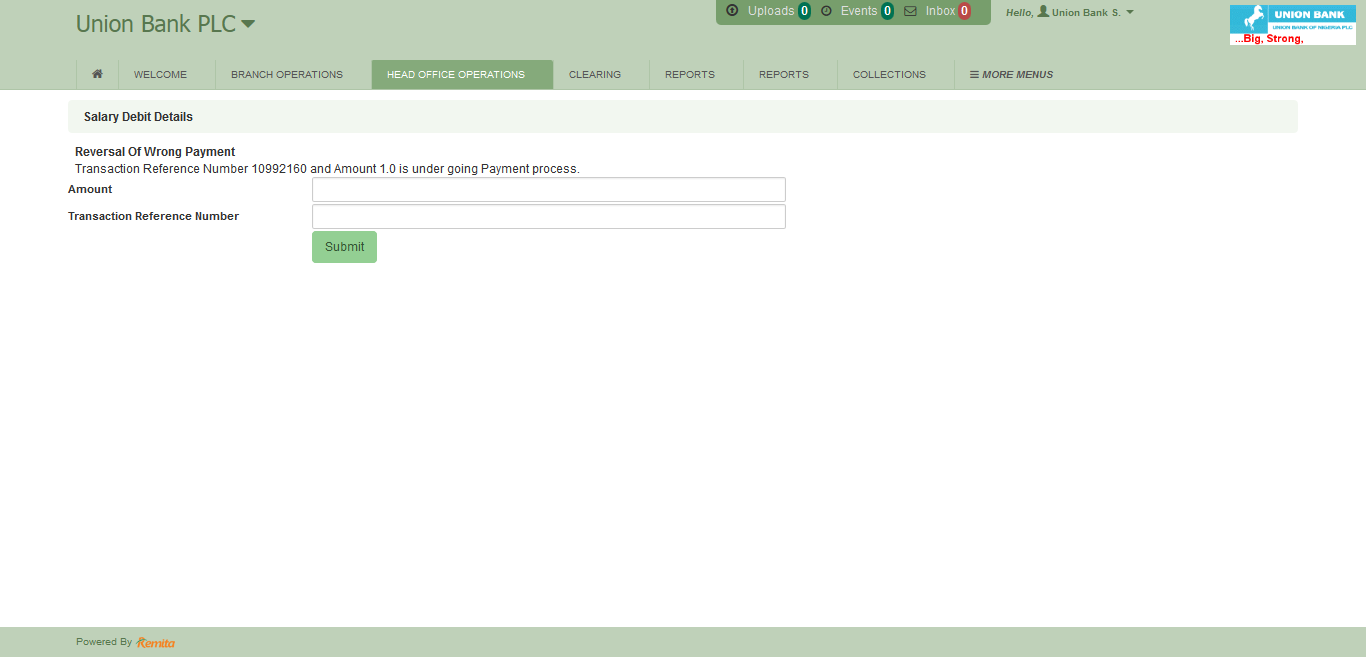 Union Bank PLC
Uploads 0 Events 0 Inbox 0
Hello, Union Bank S.
UNION BANK
UNION BANK OF NIGERIA PLC
...Big, Strong,
WELCOME BRANCH OPERATIONS HEAD OFFICE OPERATIONS CLEARING REPORTS REPORTS COLLECTIONS MORE MENUS
Salary Debit Details
Reversal Of Wrong Payment
Transaction Reference Number 10992160 and Amount 1.0 is under going Payment process.
Amount
Transaction Reference Number
Submit
Powered By Remita